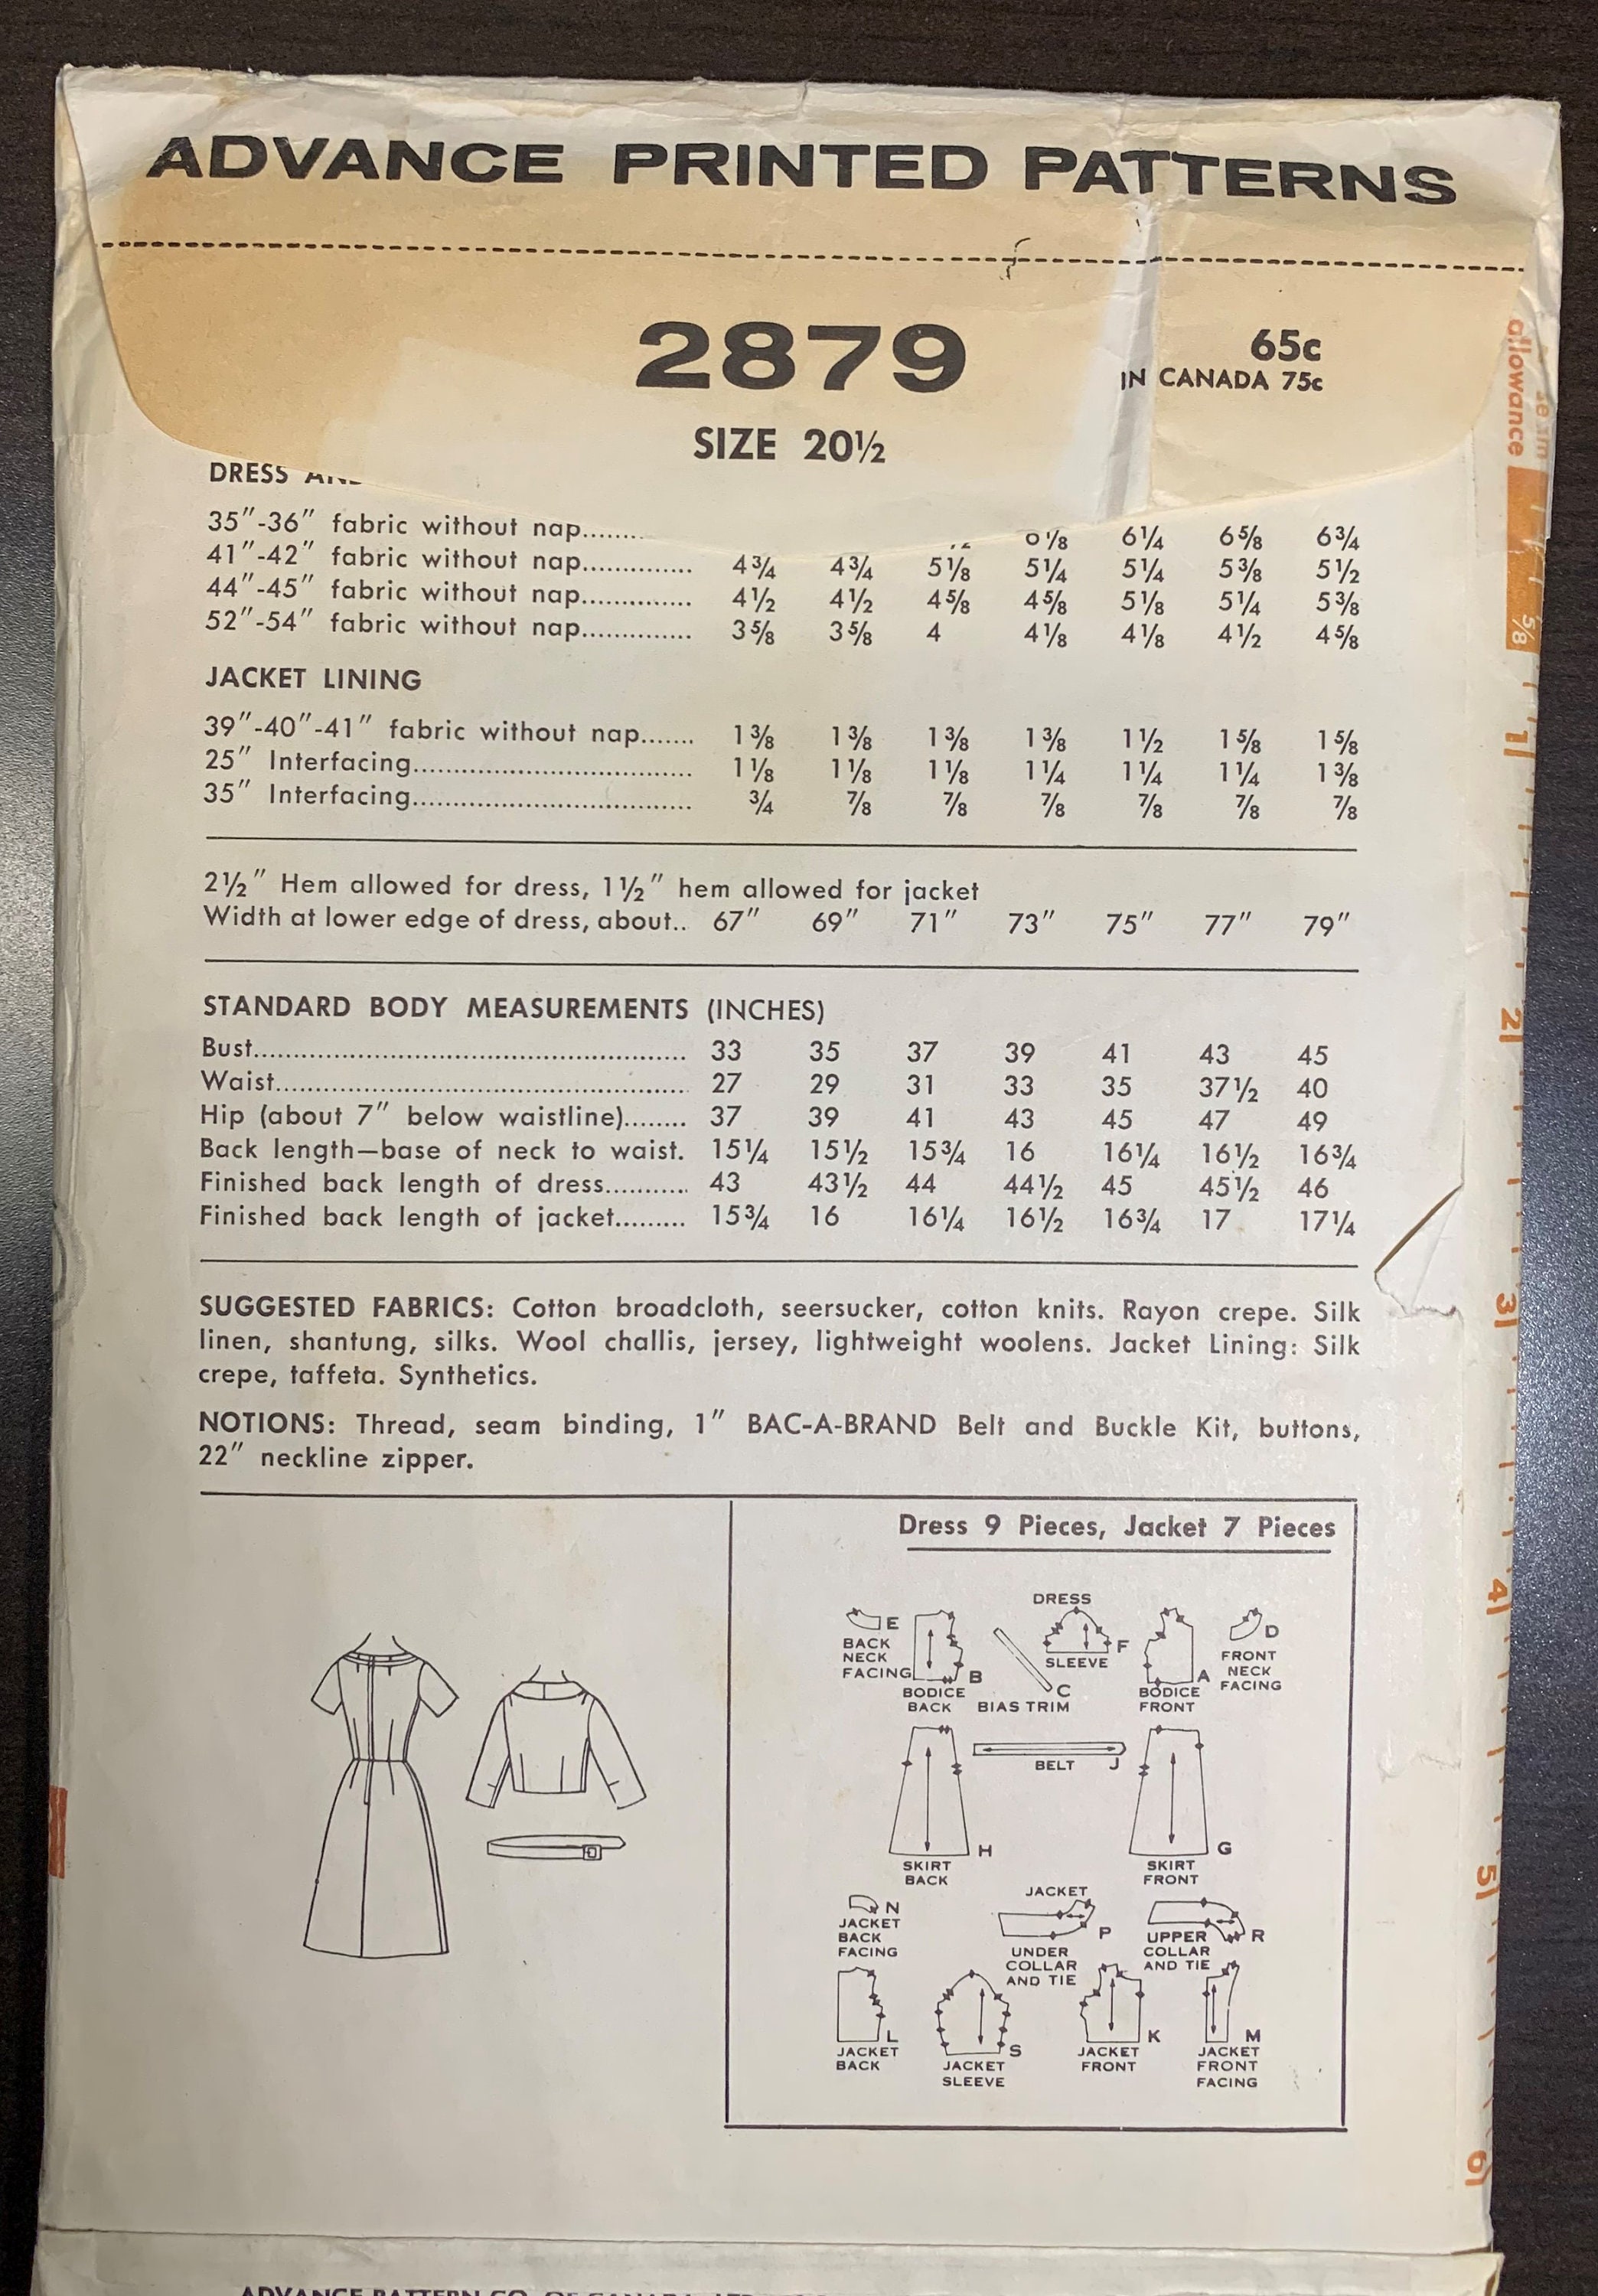 ADVANCE PRINTED PATTERNS
2879
65c
IN CANADA 75c
SIZE 20½
seam allowance
DRESS AND
35"-36" fabric without nap........ 6⅛ 6¼ 6⅝ 6¾
41"-42" fabric without nap.............. 4¾ 4¾ 5⅛ 5¼ 5¼ 5⅜ 5½
44"-45" fabric without nap.............. 4½ 4½ 4⅝ 4⅝ 5⅛ 5¼ 5⅜
52"-54" fabric without nap.............. 3⅝ 3⅝ 4 4⅛ 4⅛ 4½ 4⅝
JACKET LINING
39"-40"-41" fabric without nap....... 1⅜ 1⅜ 1⅜ 1⅜ 1½ 1⅝ 1⅝
25" Interfacing.................................... 1⅛ 1⅛ 1⅛ 1¼ 1¼ 1¼ 1⅜
35" Interfacing.................................... ¾ ⅞ ⅞ ⅞ ⅞ ⅞ ⅞
2½" Hem allowed for dress, 1½" hem allowed for jacket
Width at lower edge of dress, about.. 67" 69" 71" 73" 75" 77" 79"
STANDARD BODY MEASUREMENTS (INCHES)
Bust...................................................... 33 35 37 39 41 43 45
Waist.................................................... 27 29 31 33 35 37½ 40
Hip (about 7" below waistline)........ 37 39 41 43 45 47 49
Back length—base of neck to waist. 15¼ 15½ 15¾ 16 16¼ 16½ 16¾
Finished back length of dress........... 43 43½ 44 44½ 45 45½ 46
Finished back length of jacket......... 15¾ 16 16¼ 16½ 16¾ 17 17¼
SUGGESTED FABRICS: Cotton broadcloth, seersucker, cotton knits. Rayon crepe. Silk
linen, shantung, silks. Wool challis, jersey, lightweight woolens. Jacket Lining: Silk
crepe, taffeta. Synthetics.
NOTIONS: Thread, seam binding, 1" BAC-A-BRAND Belt and Buckle Kit, buttons,
22" neckline zipper.
Dress 9 Pieces, Jacket 7 Pieces
DRESS
E
BACK
NECK
FACING
B
BODICE
BACK
C
BIAS TRIM
F
SLEEVE
A
BODICE
FRONT
D
FRONT
NECK
FACING
BELT J
H
SKIRT
BACK
G
SKIRT
FRONT
JACKET
N
JACKET
BACK
FACING
P
UNDER
COLLAR
AND TIE
R
UPPER
COLLAR
AND TIE
L
JACKET
BACK
S
JACKET
SLEEVE
K
JACKET
FRONT
M
JACKET
FRONT
FACING
⅝
1
2
3
4
5
6
ADVANCE PATTERN CO. OF CANADA, LTD.